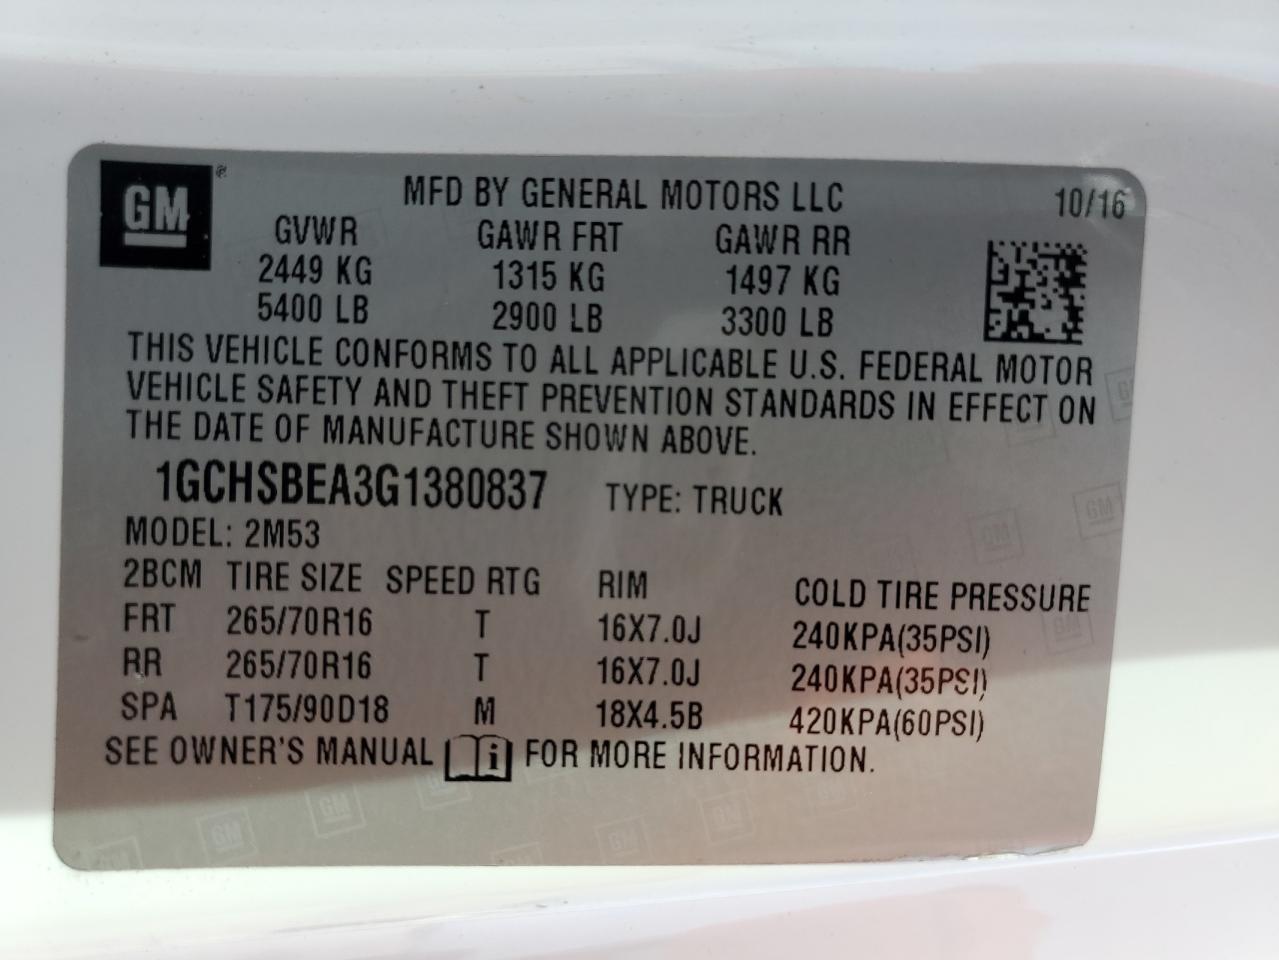 GM® MFD BY GENERAL MOTORS LLC 10/16
GVWR GAWR FRT GAWR RR
2449 KG 1315 KG 1497 KG
5400 LB 2900 LB 3300 LB
THIS VEHICLE CONFORMS TO ALL APPLICABLE U.S. FEDERAL MOTOR
VEHICLE SAFETY AND THEFT PREVENTION STANDARDS IN EFFECT ON
THE DATE OF MANUFACTURE SHOWN ABOVE.
1GCHSBEA3G1380837 TYPE: TRUCK
MODEL: 2M53
2BCM TIRE SIZE SPEED RTG RIM COLD TIRE PRESSURE
FRT 265/70R16 T 16X7.0J 240KPA(35PSI)
RR 265/70R16 T 16X7.0J 240KPA(35PSI)
SPA T175/90D18 M 18X4.5B 420KPA(60PSI)
SEE OWNER'S MANUAL i FOR MORE INFORMATION.